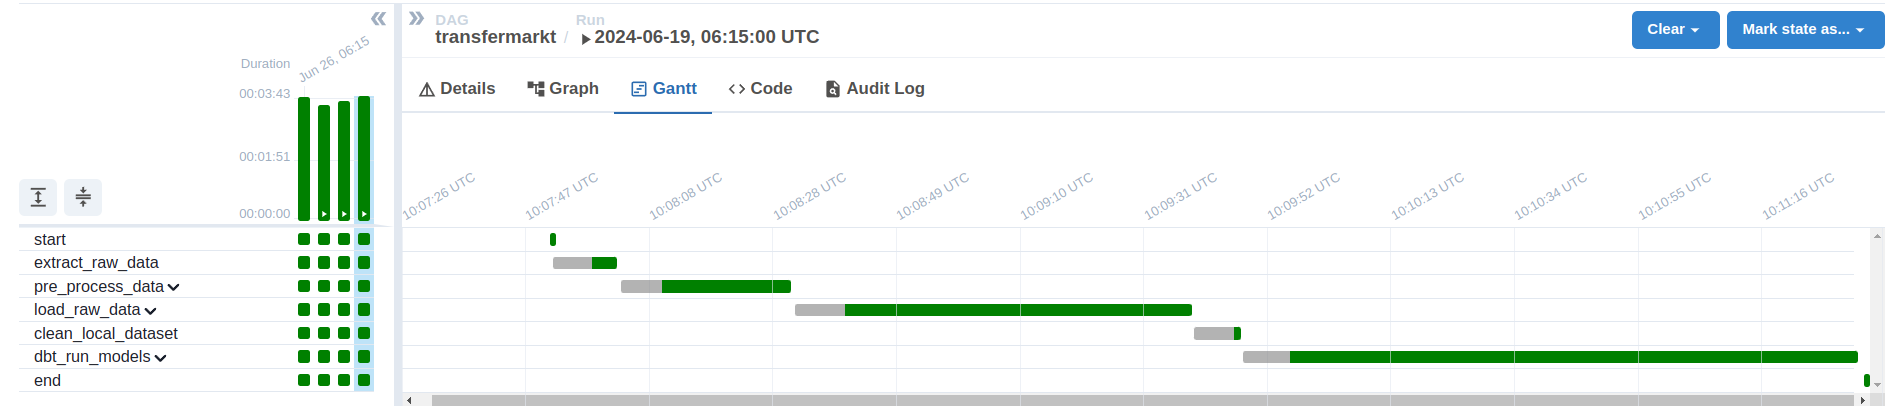 DAG
Run
transfermarkt / 2024-06-19, 06:15:00 UTC
Clear
Mark state as...
Details
Graph
Gantt
Code
Audit Log
Jun 26, 06:15
Duration
00:03:43
00:01:51
00:00:00
10:07:26 UTC
10:07:47 UTC
10:08:08 UTC
10:08:28 UTC
10:08:49 UTC
10:09:10 UTC
10:09:31 UTC
10:09:52 UTC
10:10:13 UTC
10:10:34 UTC
10:10:55 UTC
10:11:16 UTC
start
extract_raw_data
pre_process_data
load_raw_data
clean_local_dataset
dbt_run_models
end